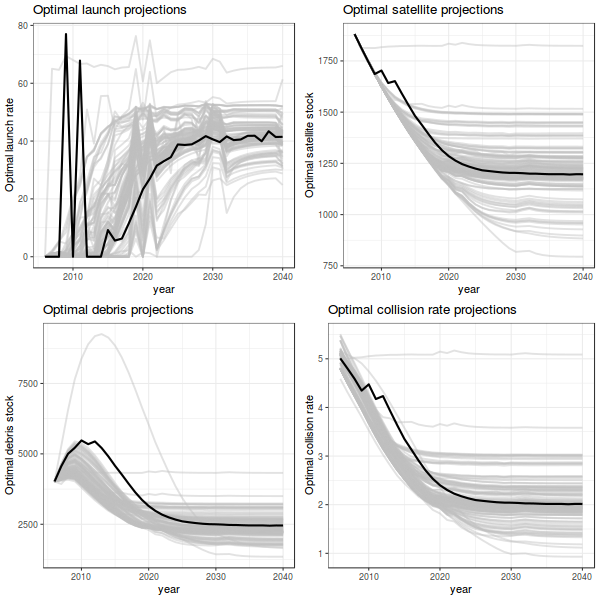 Optimal launch projections
Optimal launch rate
80
60
40
20
0
2010
2020
2030
2040
year
Optimal satellite projections
Optimal satellite stock
1750
1500
1250
1000
750
2010
2020
2030
2040
year
Optimal debris projections
Optimal debris stock
7500
5000
2500
2010
2020
2030
2040
year
Optimal collision rate projections
Optimal collision rate
5
4
3
2
1
2010
2020
2030
2040
year